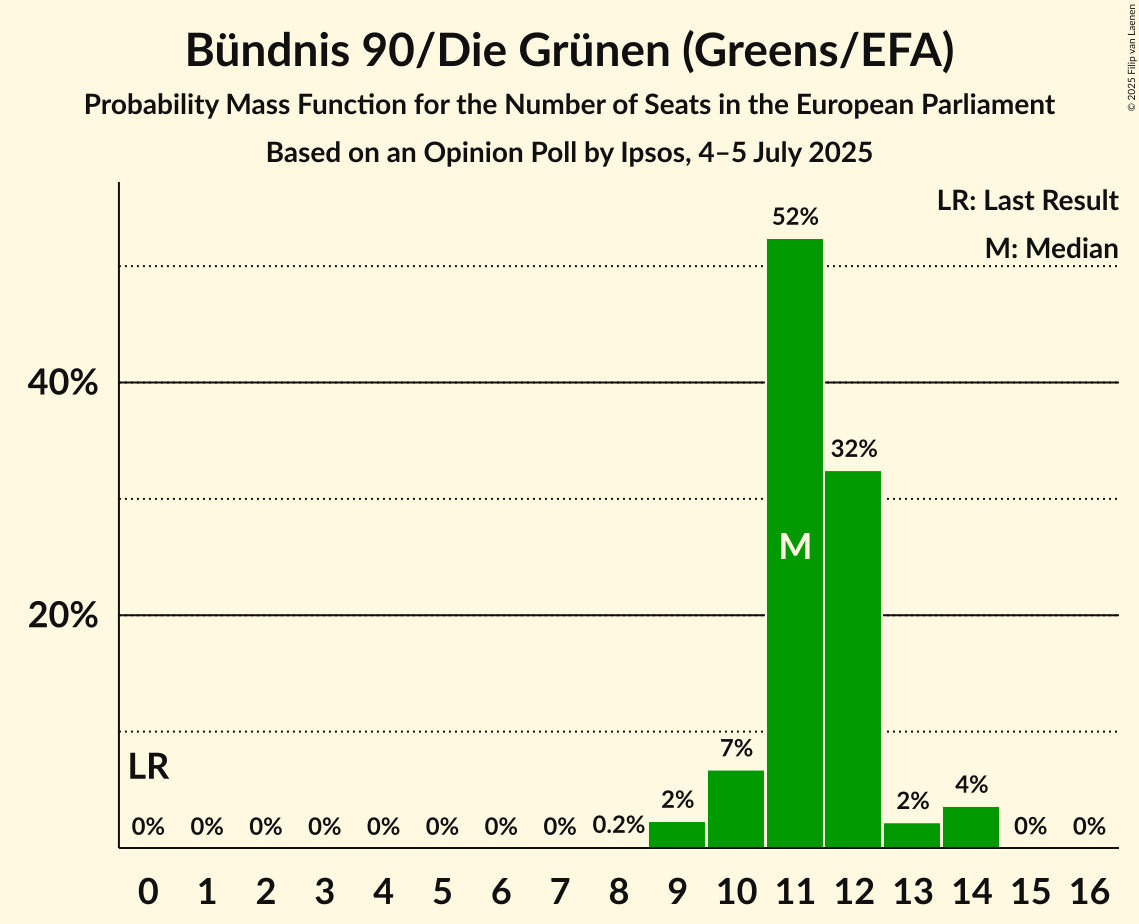 Bündnis 90/Die Grünen (Greens/EFA)
Probability Mass Function for the Number of Seats in the European Parliament
Based on an Opinion Poll by Ipsos, 4–5 July 2025
© 2025 Filip van Laenen
LR: Last Result
M: Median
52%
40%
32%
M
20%
LR
7%
4%
2%
2%
0% 0% 0% 0% 0% 0% 0% 0% 0.2% 0% 0%
0 1 2 3 4 5 6 7 8 9 10 11 12 13 14 15 16